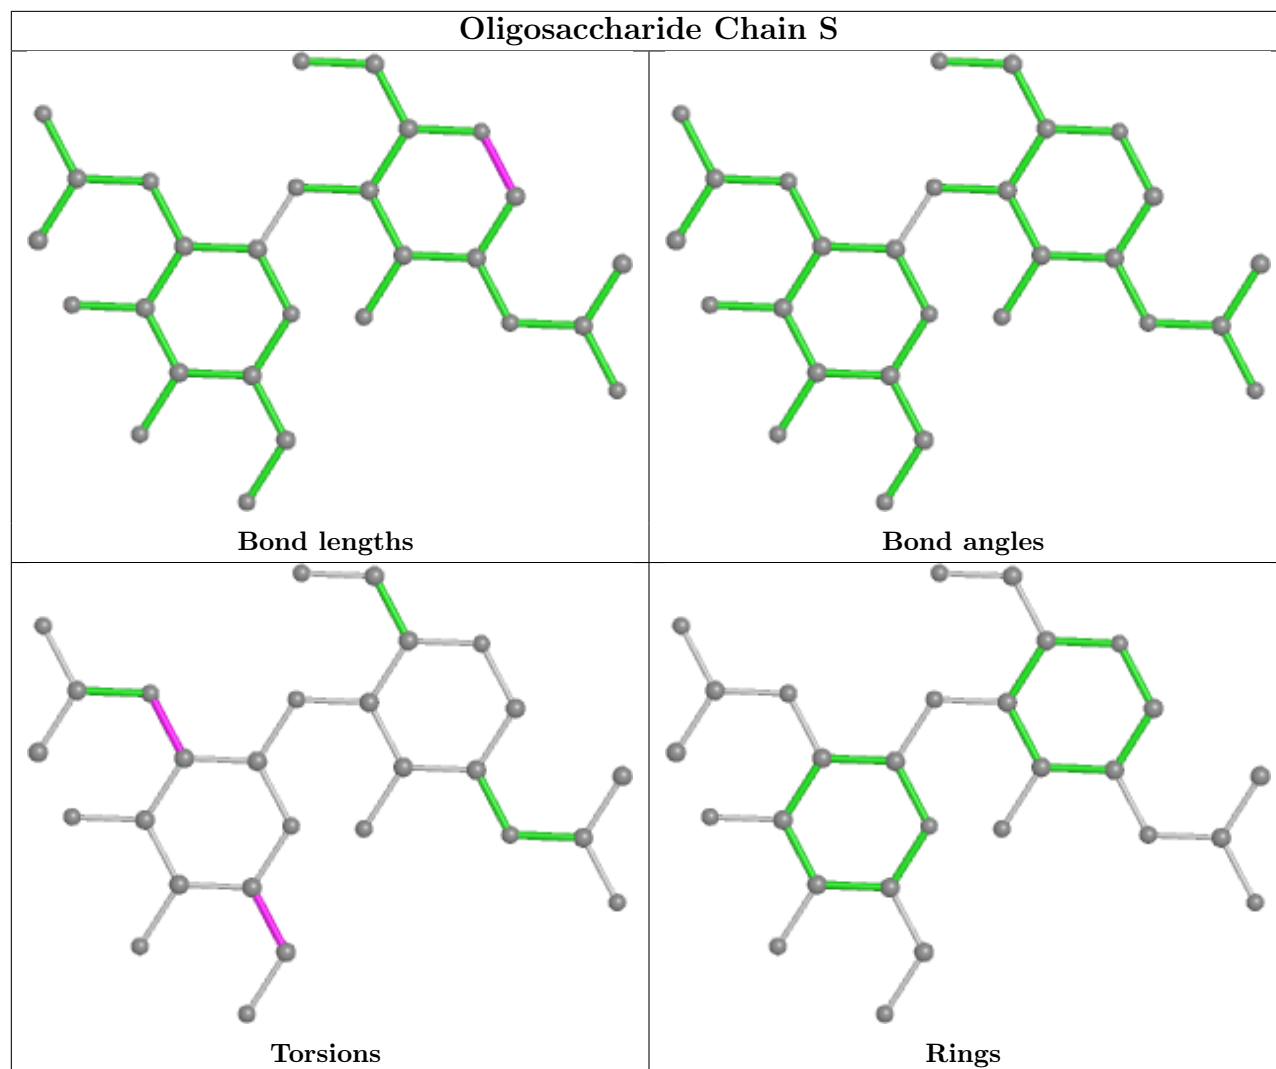 Oligosaccharide Chain S
Bond lengths
Bond angles
Torsions
Rings